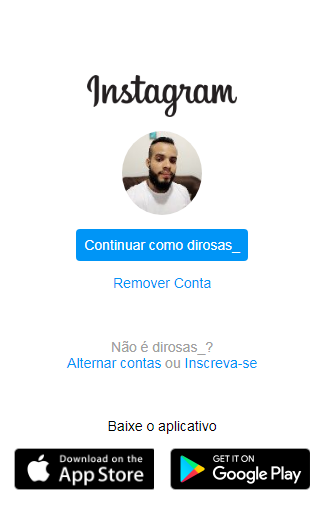 Instagram
Continuar como dirosas_
Remover Conta
Não é dirosas_?
Alternar contas ou Inscreva-se
Baixe o aplicativo
Download on the
App Store
GET IT ON
Google Play